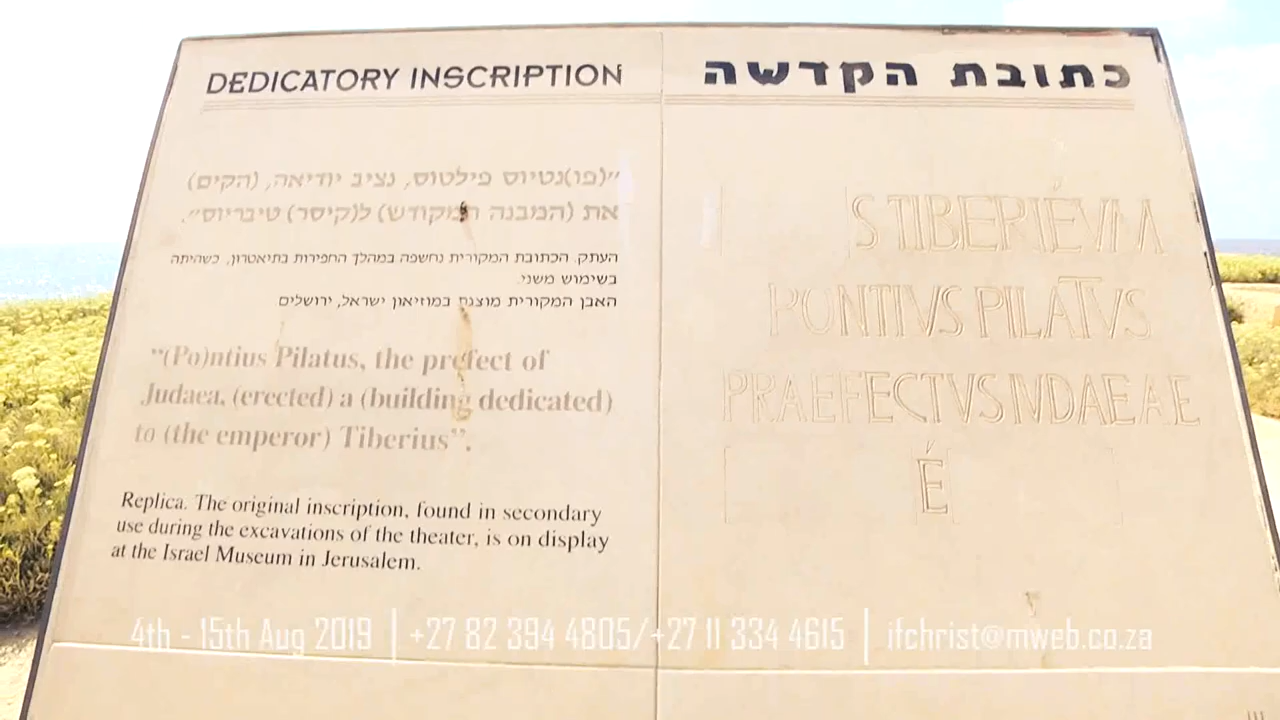 DEDICATORY INSCRIPTION
כתובת הקדשה
"(פו)נטיוס פילטוס, נציב יודיאה, (הקים)
את (המבנה המקודש) ל(קיסר) טיבריוס".
העתק. הכתובת המקורית נחשפה במהלך החפירות בתיאטרון, כשהיתה
בשימוש משני.
האבן המקורית מוצגת במוזיאון ישראל, ירושלים
"(Po)ntius Pilatus, the prefect of
Judaea, (erected) a (building dedicated)
to (the emperor) Tiberius".
Replica. The original inscription, found in secondary
use during the excavations of the theater, is on display
at the Israel Museum in Jerusalem.
S TIBERIÉVM
PONTIVS PILATVS
PRAEFECTVS IVDAEAE
É
4th - 15th Aug 2019 | +27 82 394 4805/+27 11 334 4615 | ifchrist@mweb.co.za